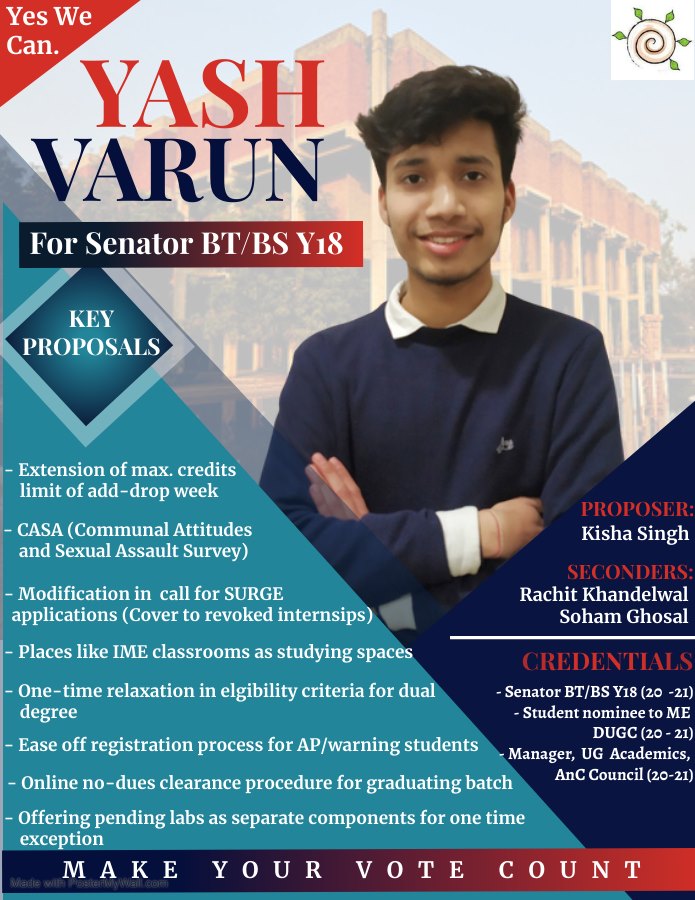 Yes We
Can.
YASH
VARUN
For Senator BT/BS Y18
KEY
PROPOSALS
- Extension of max. credits
limit of add-drop week
- CASA (Communal Attitudes
and Sexual Assault Survey)
- Modification in call for SURGE
applications (Cover to revoked internsips)
- Places like IME classrooms as studying spaces
- One-time relaxation in elgibility criteria for dual
degree
- Ease off registration process for AP/warning students
- Online no-dues clearance procedure for graduating batch
- Offering pending labs as separate components for one time
exception
PROPOSER:
Kisha Singh
SECONDERS:
Rachit Khandelwal
Soham Ghosal
CREDENTIALS
- Senator BT/BS Y18 (20 -21)
- Student nominee to ME
DUGC (20 - 21)
- Manager, UG Academics,
AnC Council (20-21)
MAKE YOUR VOTE COUNT
Made with PosterMyWall.com